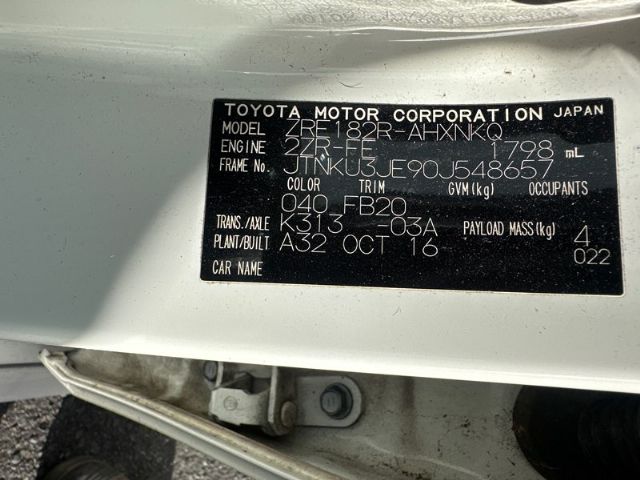 TOYOTA MOTOR CORPORATION JAPAN
MODEL ZRE182R-AHXNKQ
ENGINE 2ZR-FE 1798 mL
FRAME No. JTNKU3JE90J548657
COLOR TRIM GVM(kg) OCCUPANTS
040 FB20
TRANS./AXLE K313 -03A PAYLOAD MASS(kg) 4
PLANT/BUILT A32 OCT 16 022
CAR NAME